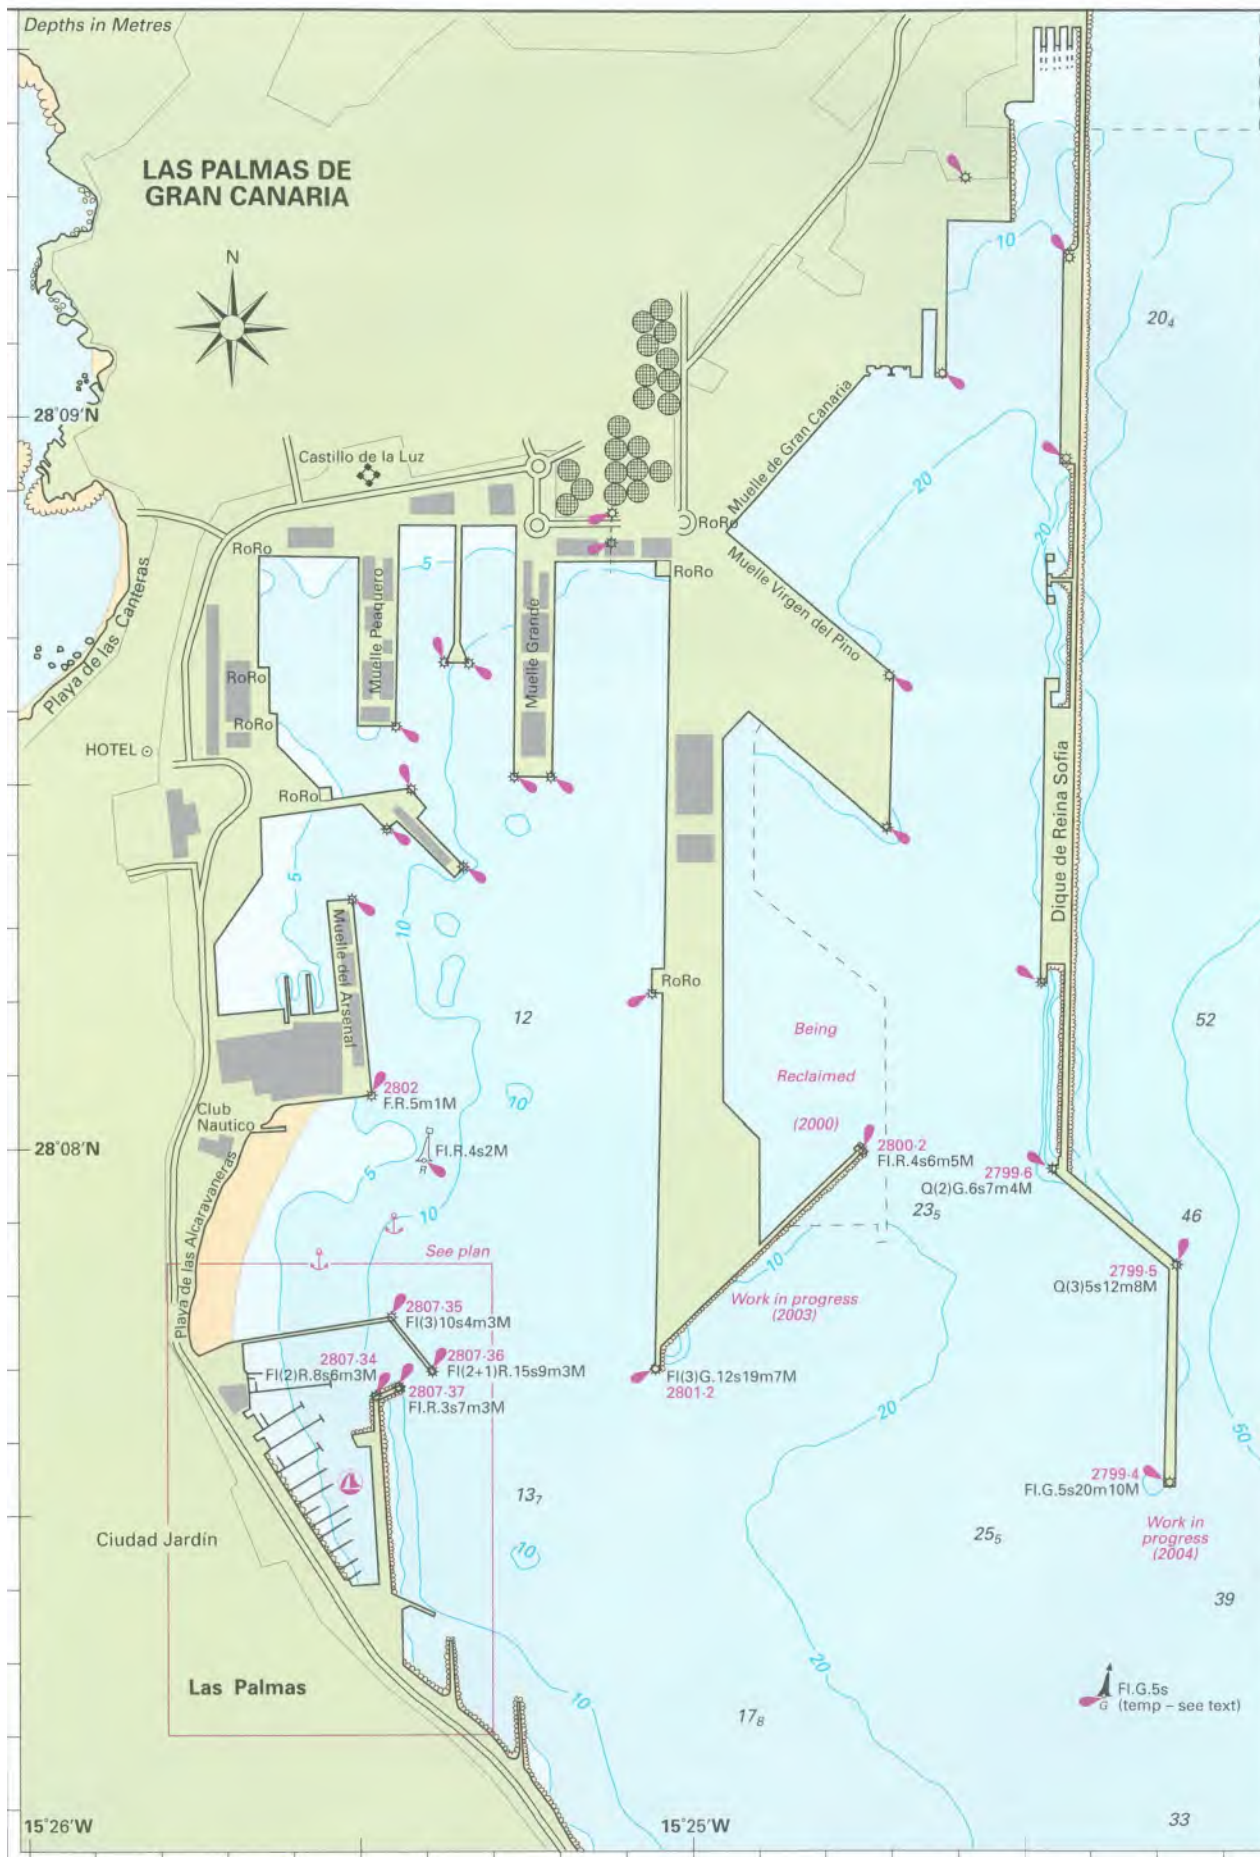 Depths in Metres
LAS PALMAS DE
GRAN CANARIA
N
10
20₄
28°09'N
Castillo de la Luz
Muelle de Gran Canaria
20
20
RoRo
RoRo
5
RoRo
Muelle Virgen del Pino
Playa de las Canteras
Muelle Peaquero
Muelle Grande
RoRo
RoRo
HOTEL
RoRo
Dique de Reina Sofia
5
10
Muelle del Arsenal
RoRo
12
52
Being
Reclaimed
(2000)
10
2802
F.R.5m1M
Club
Nautico
28°08'N
Fl.R.4s2M
R
5
2800·2
Fl.R.4s6m5M
2799·6
Q(2)G.6s7m4M
23₅
46
Playa de las Alcaravaneras
10
See plan
10
2799·5
Q(3)5s12m8M
Work in progress
(2003)
2807·35
Fl(3)10s4m3M
2807·34
Fl(2)R.8s6m3M
2807·36
Fl(2+1)R.15s9m3M
2807·37
Fl.R.3s7m3M
Fl(3)G.12s19m7M
2801·2
20
50
2799·4
Fl.G.5s20m10M
13₇
Work in
progress
(2004)
25₅
Ciudad Jardín
10
39
20
Las Palmas
10
17₈
Fl.G.5s
(temp – see text)
G
33
15°26'W
15°25'W